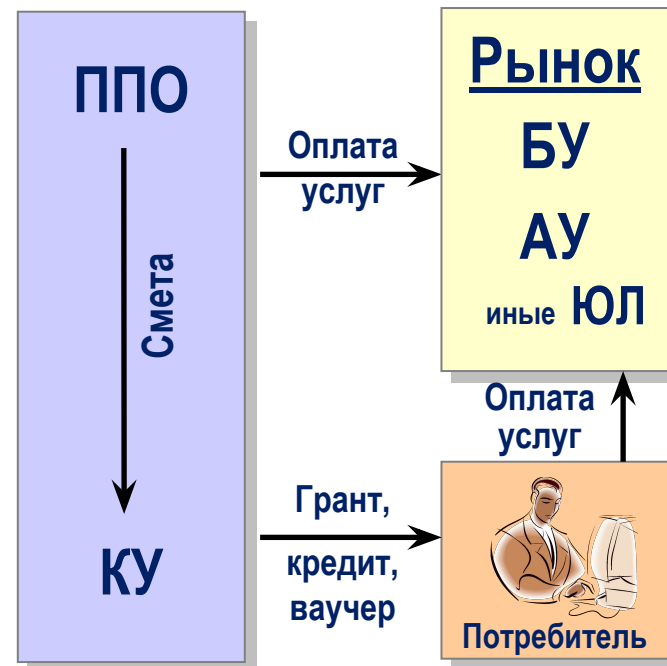 ППО
Смета
КУ
Оплата
услуг
Рынок
БУ
АУ
иные ЮЛ
Оплата
услуг
Грант,
кредит,
ваучер
Потребитель